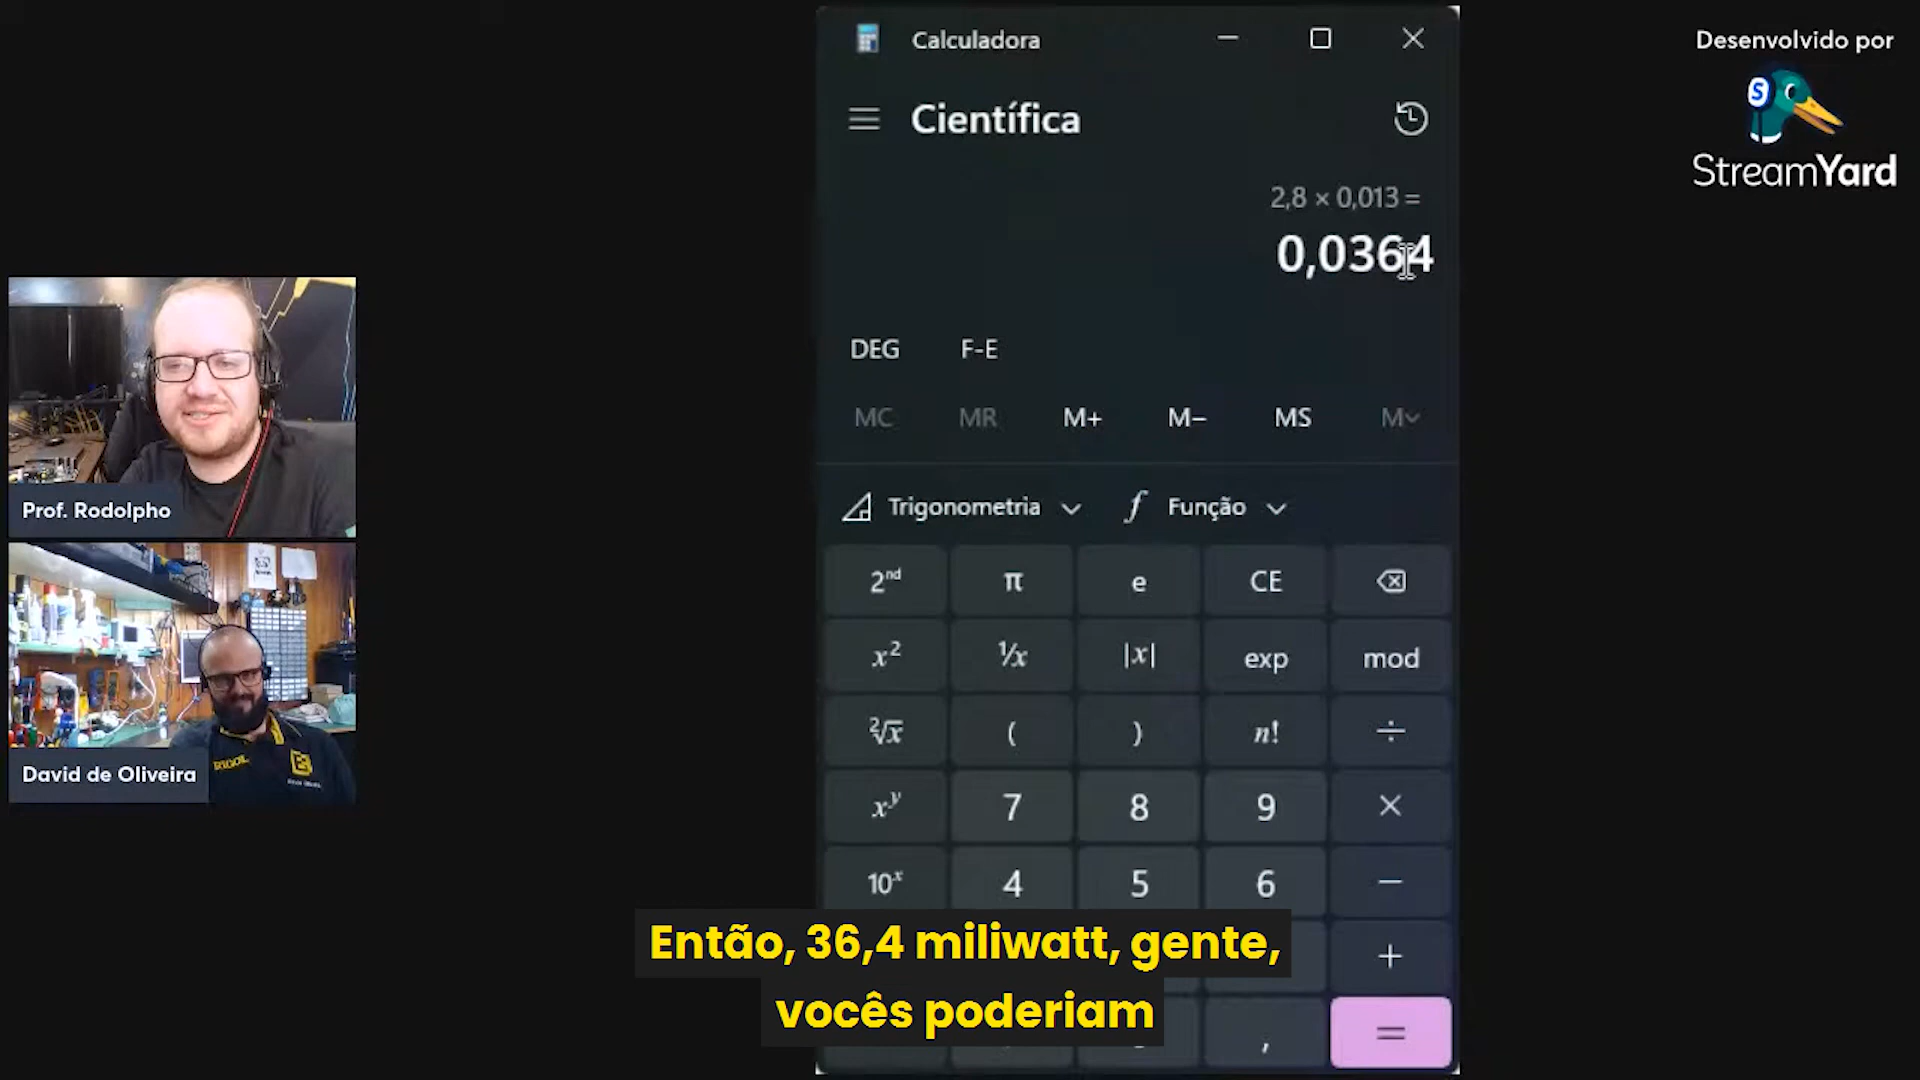 Calculadora
Científica
2,8 × 0,013 =
0,0364
DEG F-E
MC MR M+ M− MS M
Trigonometria f Função
2nd π e CE
x² ¹/x |x| exp mod
²√x ( ) n! ÷
xʸ 7 8 9 ×
10ˣ 4 5 6 −
+
, =
Desenvolvido por
S
StreamYard
Prof. Rodolpho
RIGOL
David de Oliveira
Então, 36,4 miliwatt, gente,
vocês poderiam